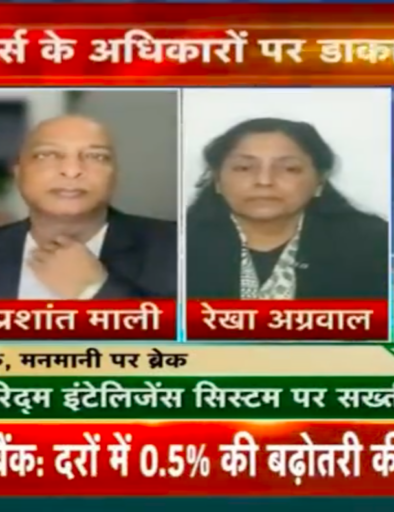 र्स के अधिकारों पर डाक
प्रशांत माली
रेखा अग्रवाल
मनमानी पर ब्रेक
रिद्म इंटेलिजेंस सिस्टम पर सख्त
बैंक: दरों में 0.5% की बढ़ोतरी की